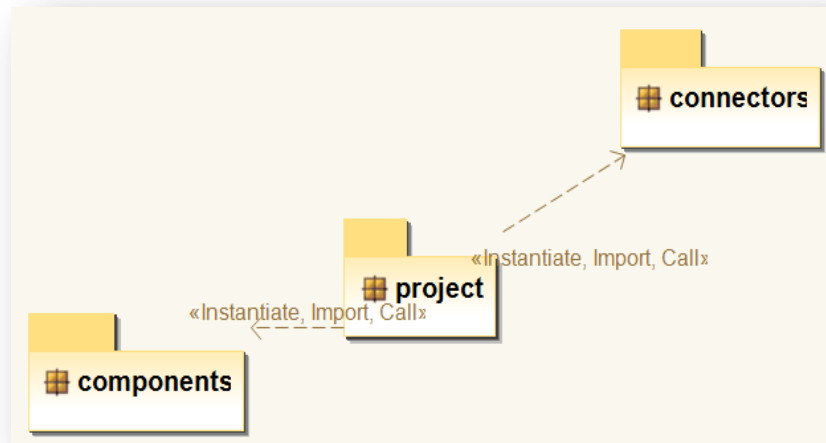 connectors
«Instantiate, Import, Call»
project
«Instantiate, Import, Call»
components